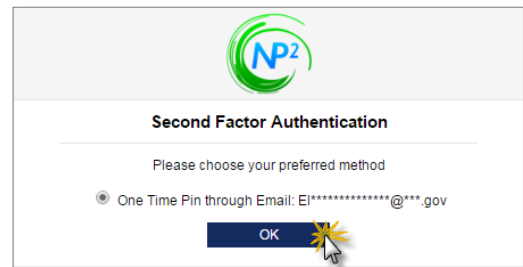 NP2
Second Factor Authentication
Please choose your preferred method
One Time Pin through Email: El**************@***.gov
OK